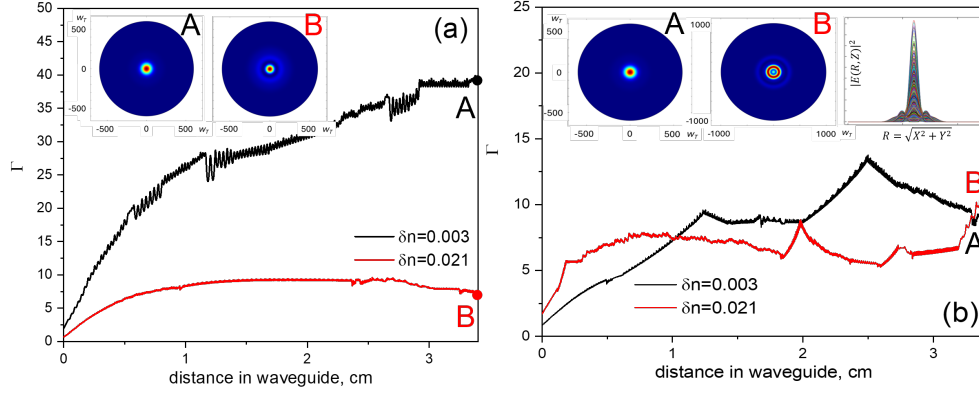 (a)
A
B
w_T
500
0
-500
-500 0 500 w_T
w_T
500
0
-500
-500 0 500 w_T
50
45
40
35
30
25
20
15
10
5
0
Γ
A
B
δn=0.003
δn=0.021
0 1 2 3
distance in waveguide, cm
(b)
A
B
w_T
500
0
-500
-500 0 500 w_T
1000
0
-1000
-1000 1000 w_T
|E(R,Z)|²
R = √X² + Y²
25
20
15
10
5
0
Γ
B
A
δn=0.003
δn=0.021
0 1 2 3
distance in waveguide, cm